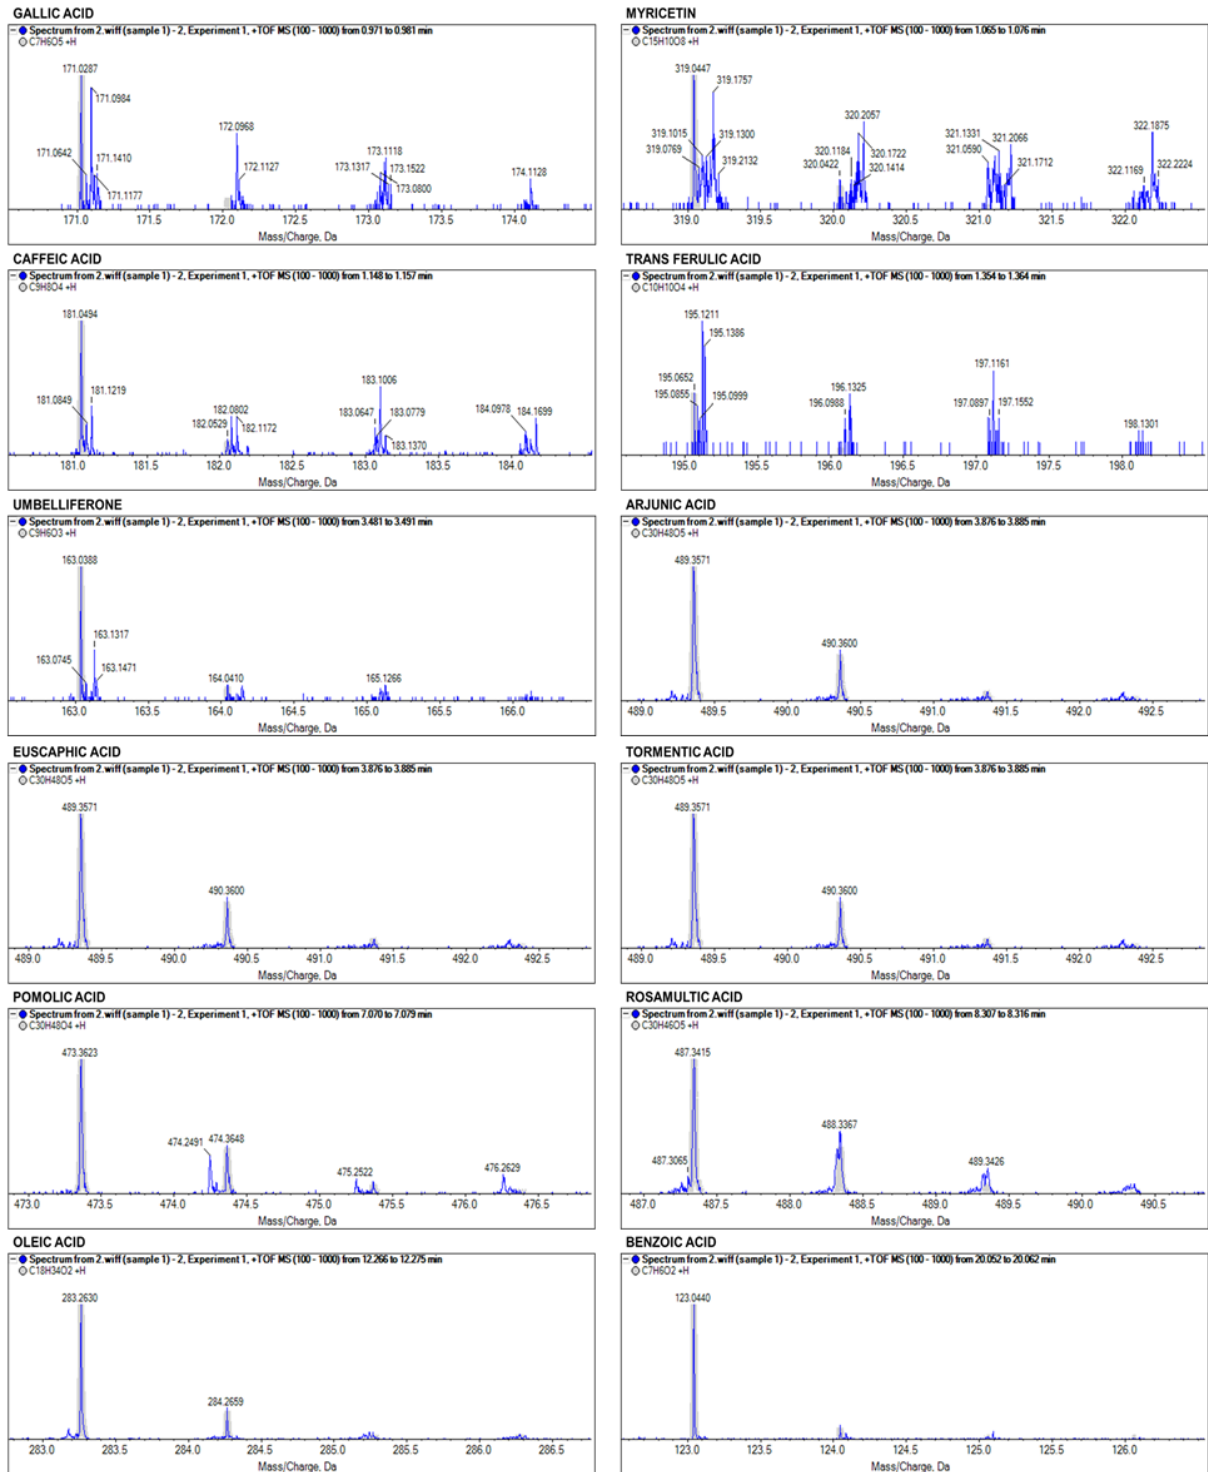 GALLIC ACID
Spectrum from 2.wiff (sample 1) - 2, Experiment 1, +TOF MS (100 - 1000) from 0.971 to 0.981 min
C7H6O5 +H
171.0287
171.0984
171.0642
171.1410
171.1177
172.0968
172.1127
173.1118
173.1317
173.1522
173.0800
174.1128
171.0 171.5 172.0 172.5 173.0 173.5 174.0
Mass/Charge, Da
MYRICETIN
Spectrum from 2.wiff (sample 1) - 2, Experiment 1, +TOF MS (100 - 1000) from 1.065 to 1.076 min
C15H10O8 +H
319.0447
319.1757
319.1015
319.1300
319.0769
319.2132
320.2057
320.1184
320.1722
320.0422
320.1414
321.1331
321.2066
321.0590
321.1712
322.1875
322.1169
322.2224
319.0 319.5 320.0 320.5 321.0 321.5 322.0
Mass/Charge, Da
CAFFEIC ACID
Spectrum from 2.wiff (sample 1) - 2, Experiment 1, +TOF MS (100 - 1000) from 1.148 to 1.157 min
C9H8O4 +H
181.0494
181.1219
181.0849
182.0802
182.0529
182.1172
183.1006
183.0647
183.0779
183.1370
184.0978
184.1699
181.0 181.5 182.0 182.5 183.0 183.5 184.0
Mass/Charge, Da
TRANS FERULIC ACID
Spectrum from 2.wiff (sample 1) - 2, Experiment 1, +TOF MS (100 - 1000) from 1.354 to 1.364 min
C10H10O4 +H
195.1211
195.1386
195.0652
195.0855
195.0999
196.1325
196.0988
197.1161
197.0897
197.1552
198.1301
195.0 195.5 196.0 196.5 197.0 197.5 198.0
Mass/Charge, Da
UMBELLIFERONE
Spectrum from 2.wiff (sample 1) - 2, Experiment 1, +TOF MS (100 - 1000) from 3.481 to 3.491 min
C9H6O3 +H
163.0388
163.1317
163.0745
163.1471
164.0410
165.1266
163.0 163.5 164.0 164.5 165.0 165.5 166.0
Mass/Charge, Da
ARJUNIC ACID
Spectrum from 2.wiff (sample 1) - 2, Experiment 1, +TOF MS (100 - 1000) from 3.876 to 3.885 min
C30H48O5 +H
489.3571
490.3600
489.0 489.5 490.0 490.5 491.0 491.5 492.0 492.5
Mass/Charge, Da
EUSCAPHIC ACID
Spectrum from 2.wiff (sample 1) - 2, Experiment 1, +TOF MS (100 - 1000) from 3.876 to 3.885 min
C30H48O5 +H
489.3571
490.3600
489.0 489.5 490.0 490.5 491.0 491.5 492.0 492.5
Mass/Charge, Da
TORMENTIC ACID
Spectrum from 2.wiff (sample 1) - 2, Experiment 1, +TOF MS (100 - 1000) from 3.876 to 3.885 min
C30H48O5 +H
489.3571
490.3600
489.0 489.5 490.0 490.5 491.0 491.5 492.0 492.5
Mass/Charge, Da
POMOLIC ACID
Spectrum from 2.wiff (sample 1) - 2, Experiment 1, +TOF MS (100 - 1000) from 7.070 to 7.079 min
C30H48O4 +H
473.3623
474.2491
474.3648
475.2522
476.2629
473.0 473.5 474.0 474.5 475.0 475.5 476.0 476.5
Mass/Charge, Da
ROSAMULTIC ACID
Spectrum from 2.wiff (sample 1) - 2, Experiment 1, +TOF MS (100 - 1000) from 8.307 to 8.316 min
C30H46O5 +H
487.3415
487.3065
488.3367
489.3426
487.0 487.5 488.0 488.5 489.0 489.5 490.0 490.5
Mass/Charge, Da
OLEIC ACID
Spectrum from 2.wiff (sample 1) - 2, Experiment 1, +TOF MS (100 - 1000) from 12.266 to 12.275 min
C18H34O2 +H
283.2630
284.2659
283.0 283.5 284.0 284.5 285.0 285.5 286.0 286.5
Mass/Charge, Da
BENZOIC ACID
Spectrum from 2.wiff (sample 1) - 2, Experiment 1, +TOF MS (100 - 1000) from 20.052 to 20.062 min
C7H6O2 +H
123.0440
123.0 123.5 124.0 124.5 125.0 125.5 126.0
Mass/Charge, Da